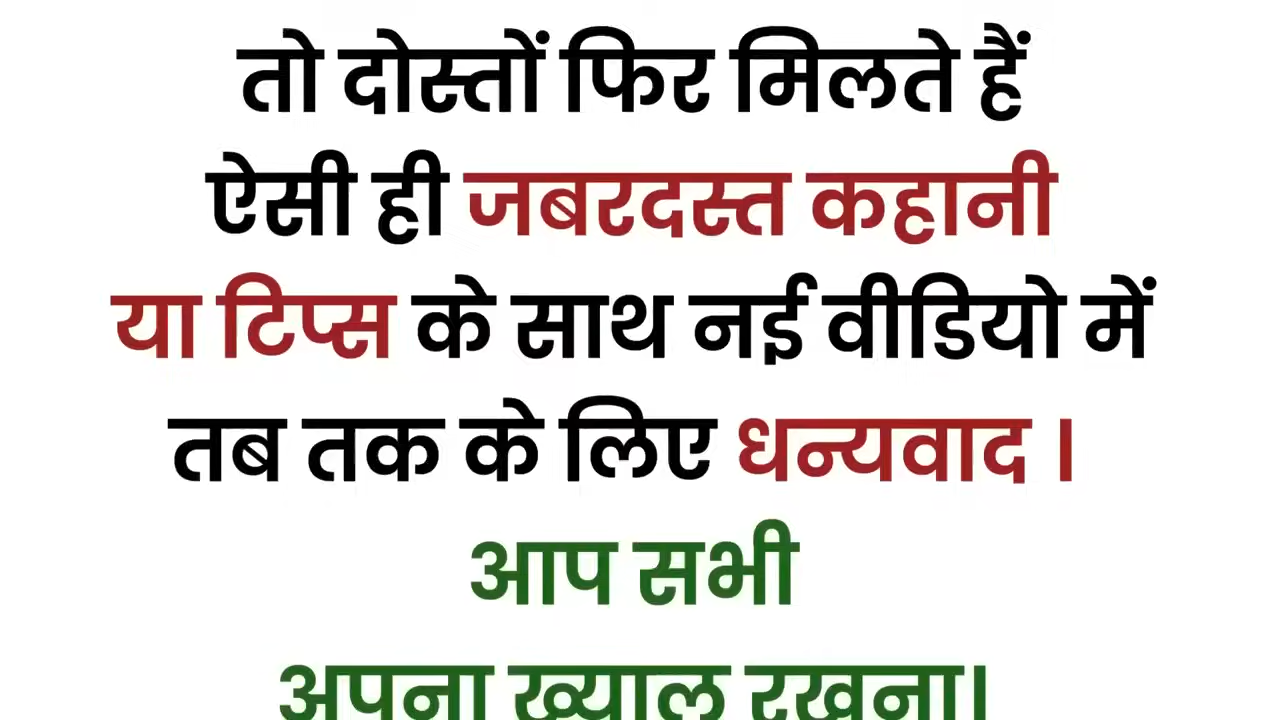 तो दोस्तों फिर मिलते हैं
ऐसी ही जबरदस्त कहानी
या टिप्स के साथ नई वीडियो में
तब तक के लिए धन्यवाद ।
आप सभी
अपना ख्याल रखना।